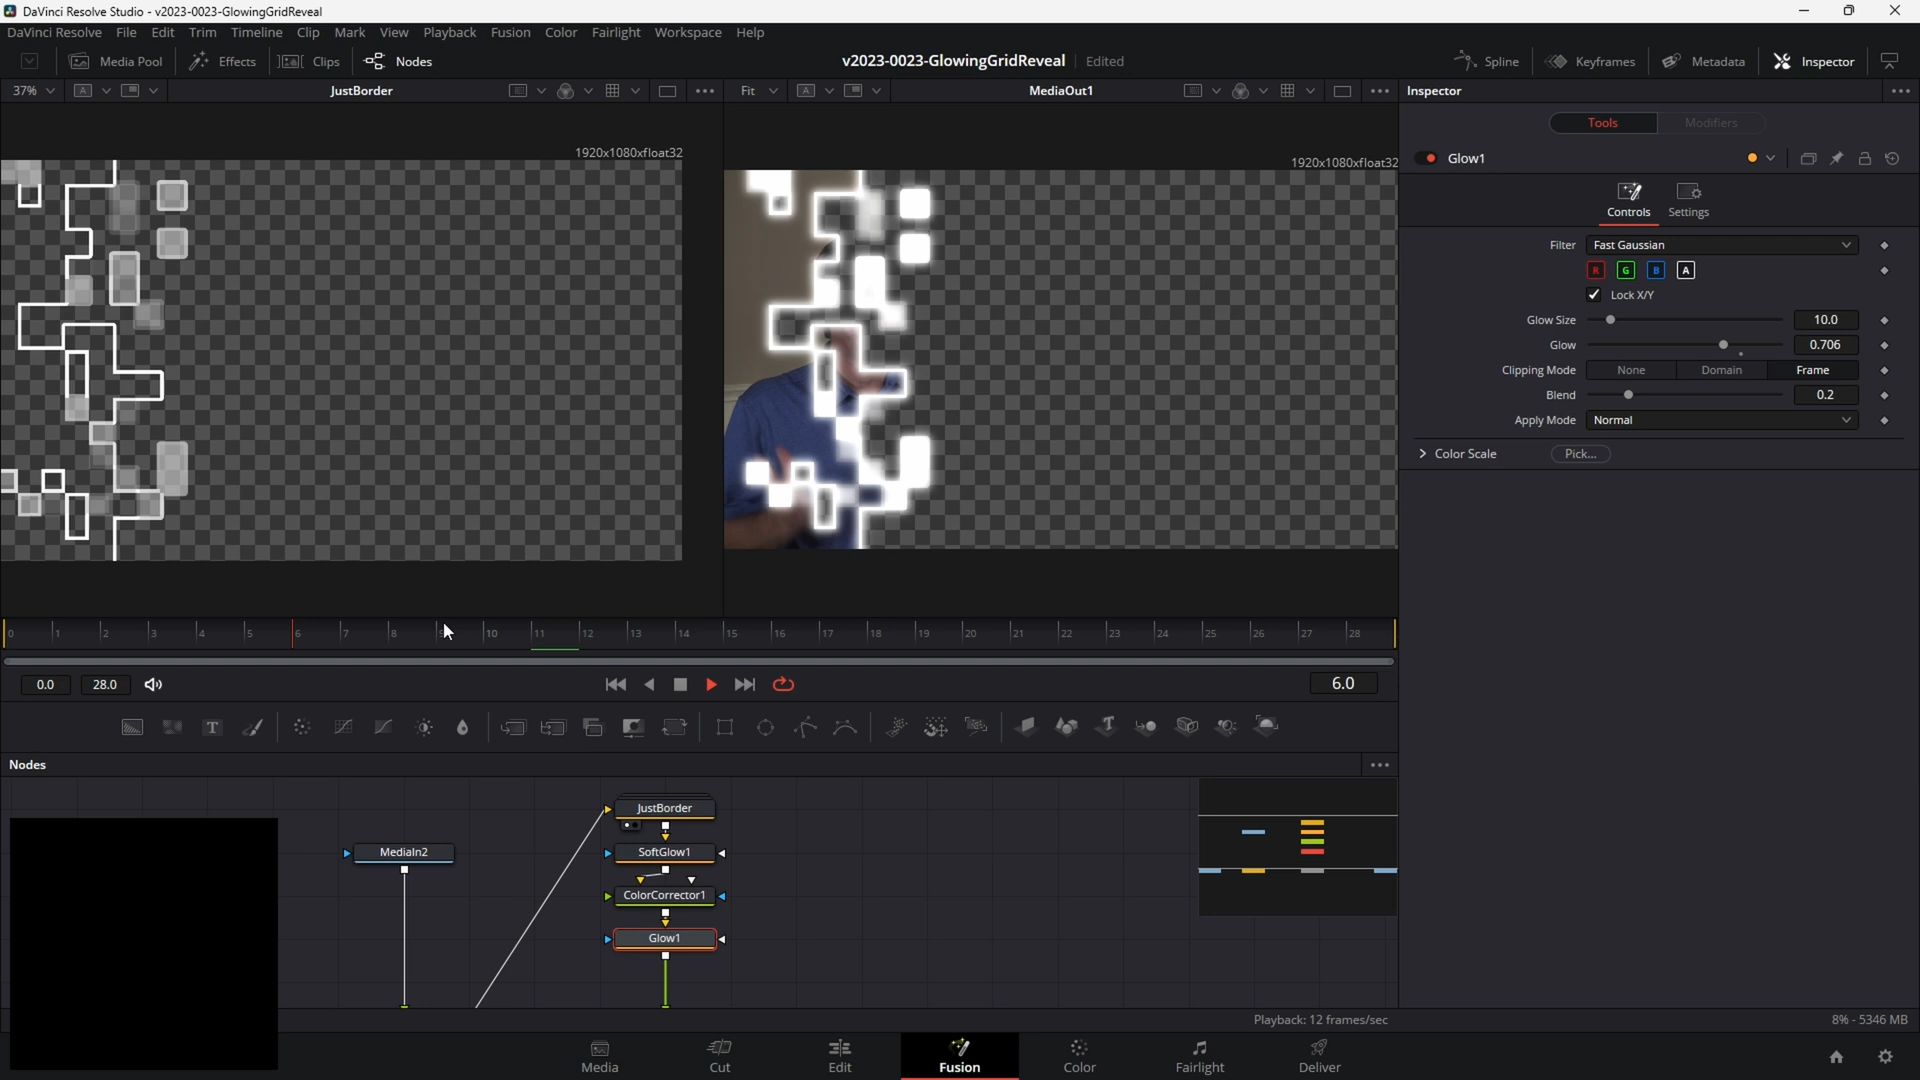 DaVinci Resolve Studio - v2023-0023-GlowingGridReveal
DaVinci Resolve File Edit Trim Timeline Clip Mark View Playback Fusion Color Fairlight Workspace Help
Media Pool Effects Clips Nodes v2023-0023-GlowingGridReveal Edited Spline Keyframes Metadata Inspector
37% A JustBorder Fit A MediaOut1 Inspector
Tools Modifiers
1920x1080xfloat32 1920x1080xfloat32 Glow1
Controls Settings
Filter Fast Gaussian
R G B A
Lock X/Y
Glow Size 10.0
Glow 0.706
Clipping Mode None Domain Frame
Blend 0.2
Apply Mode Normal
Color Scale Pick...
0 1 2 3 4 5 6 7 8 9 10 11 12 13 14 15 16 17 18 19 20 21 22 23 24 25 26 27 28
0.0 28.0 6.0
T T
Nodes
JustBorder
MediaIn2 SoftGlow1
ColorCorrector1
Glow1
Playback: 12 frames/sec 8% - 5346 MB
Media Cut Edit Fusion Color Fairlight Deliver